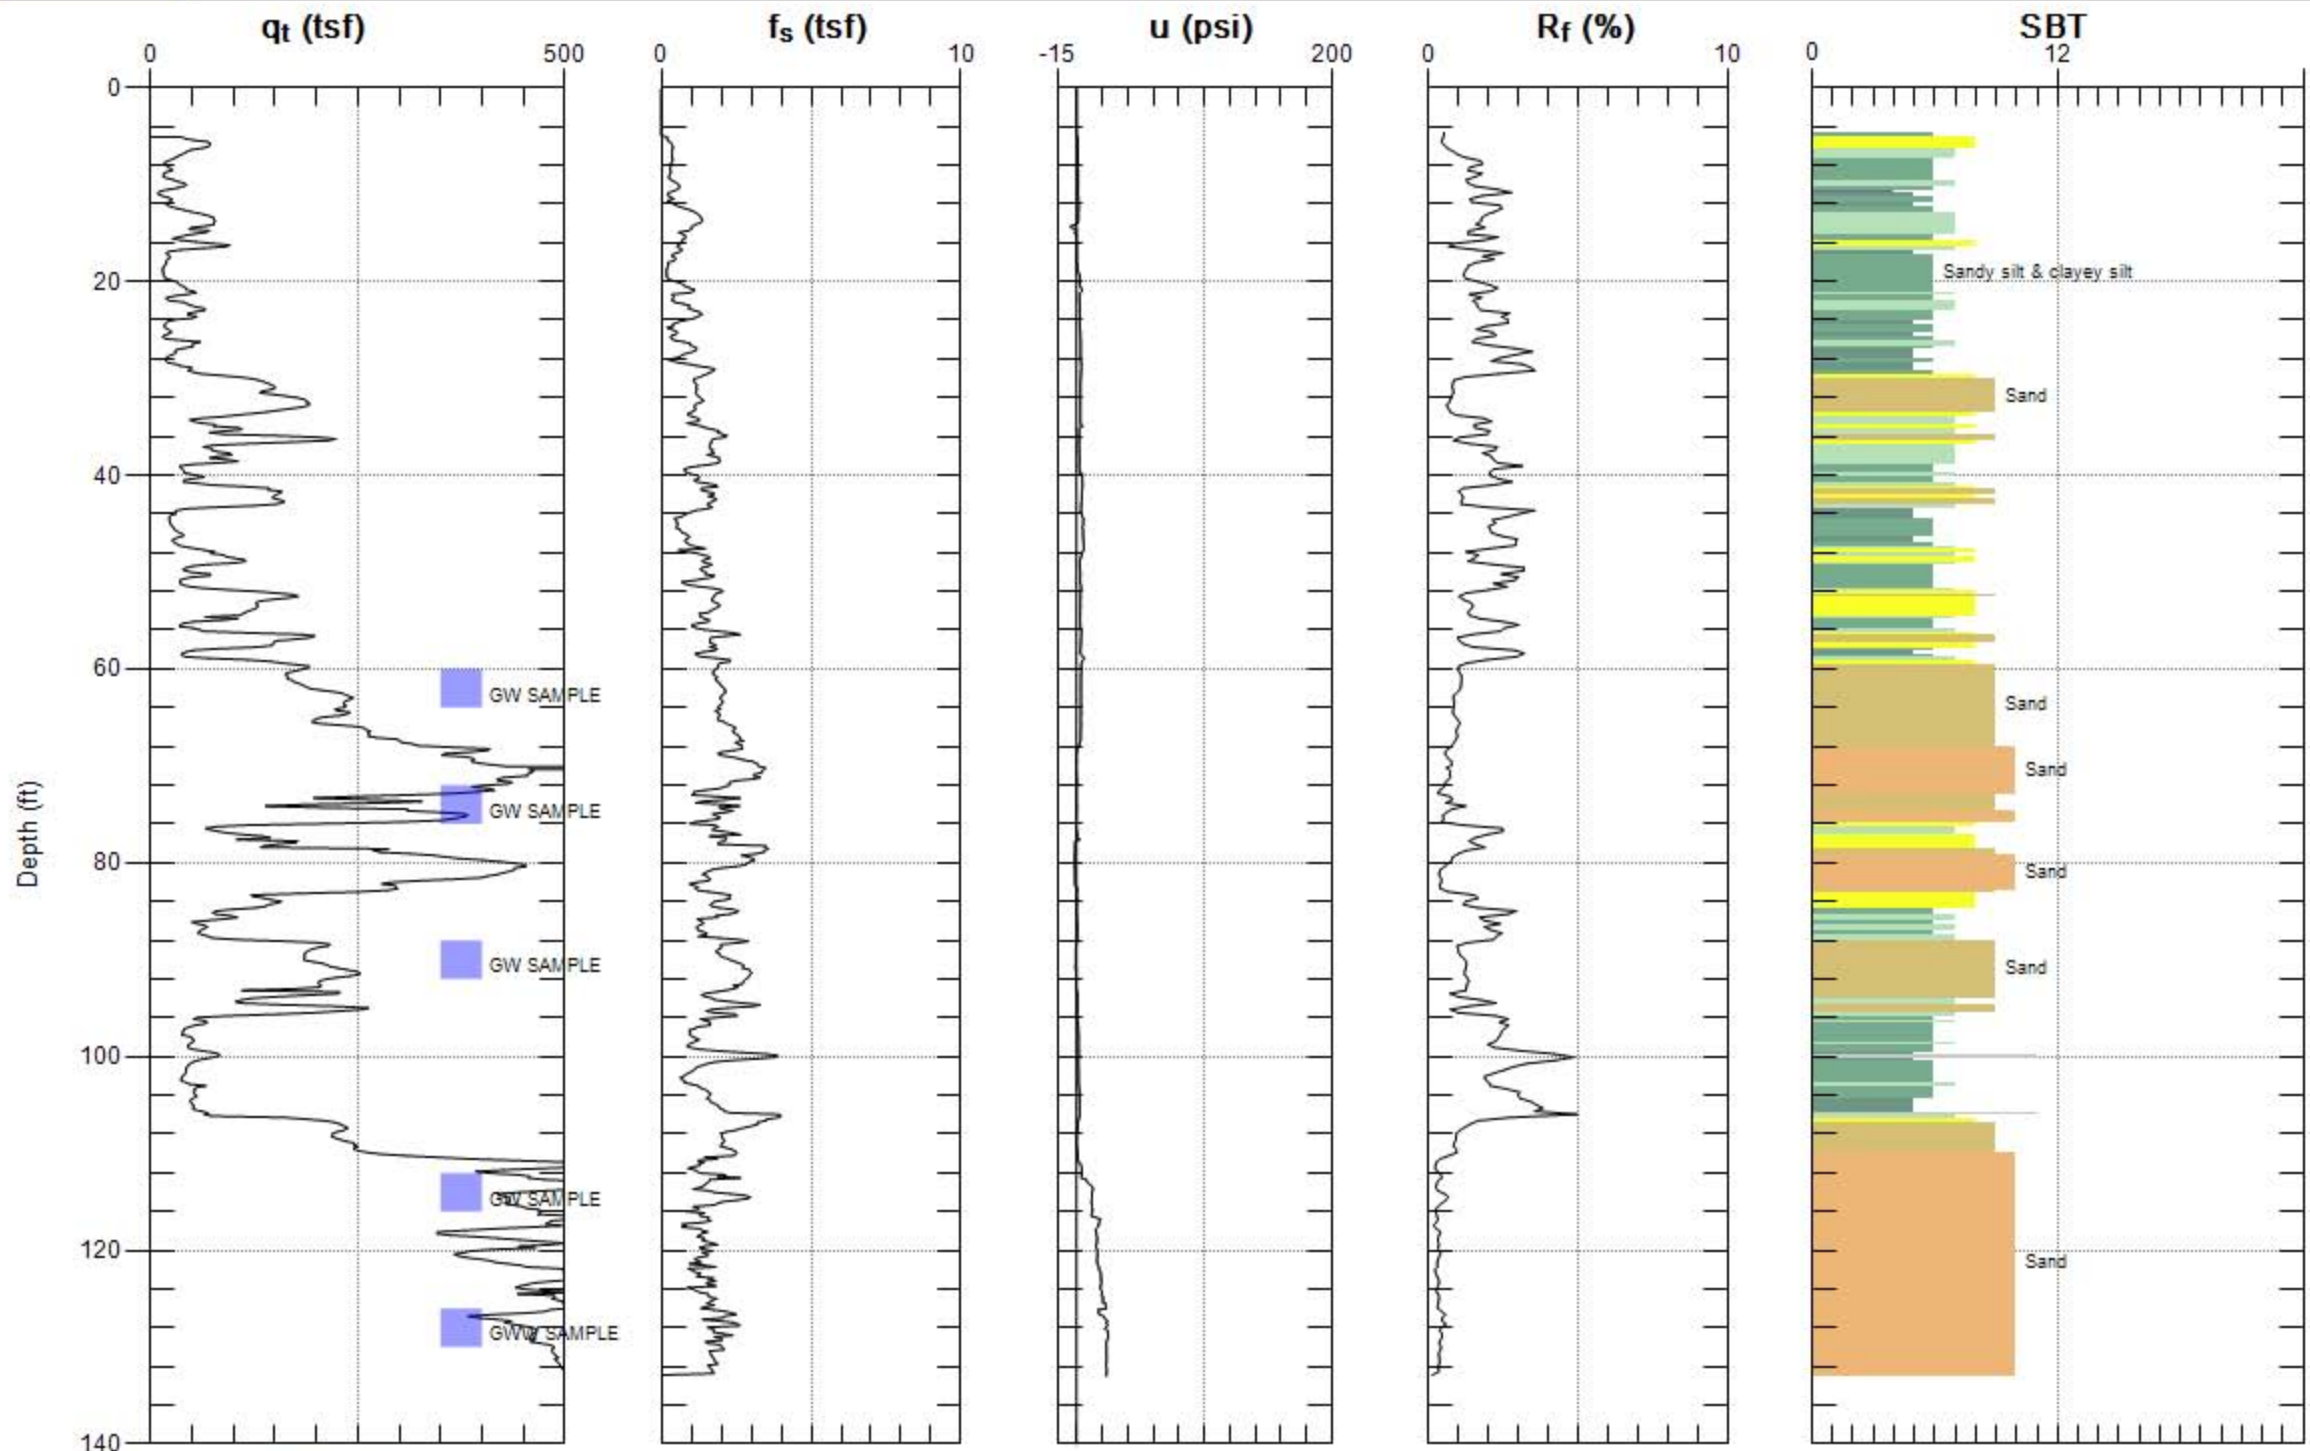 qt (tsf) fs (tsf) u (psi) Rf (%) SBT
0 500 0 10 -15 200 0 10 0 12
0
20
Sandy silt & clayey silt
Sand
40
60
GW SAMPLE
Sand
Sand
GW SAMPLE
Depth (ft)
80
Sand
GW SAMPLE
Sand
100
GW SAMPLE
120
Sand
GWW SAMPLE
140